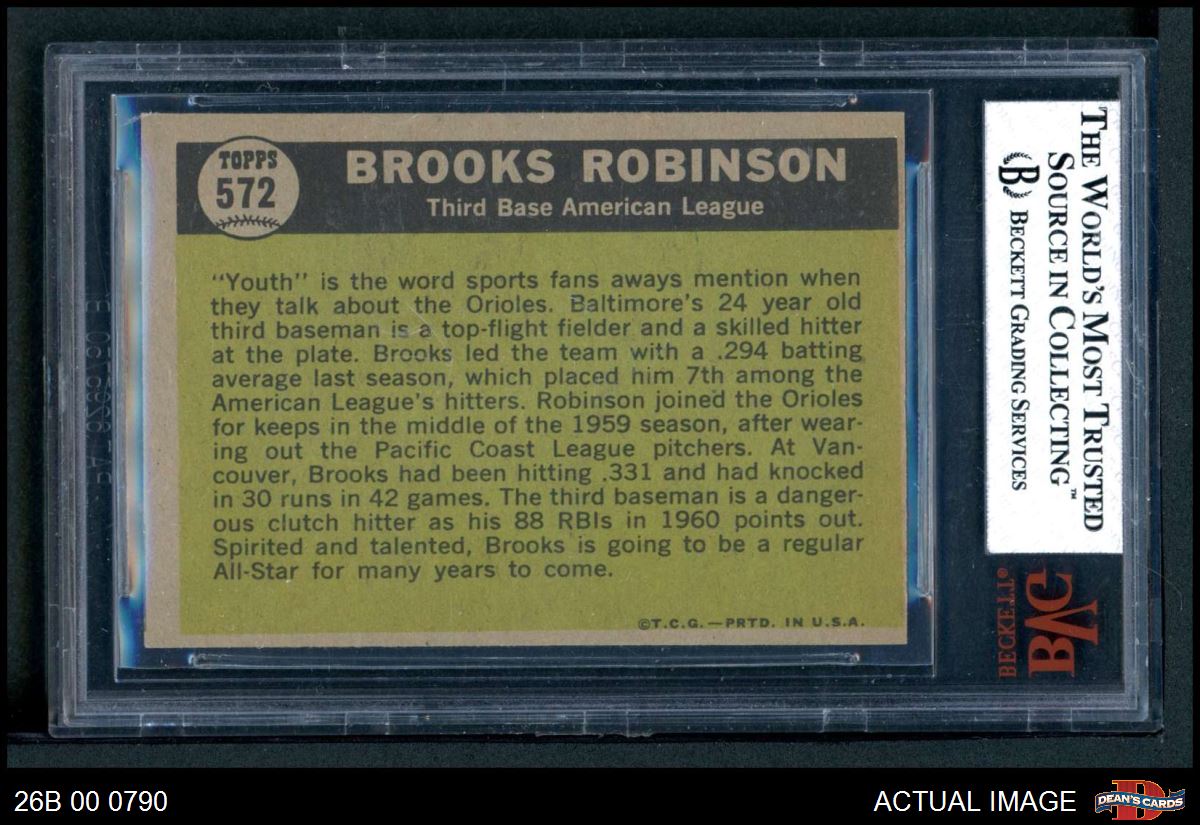 TOPPS
572
BROOKS ROBINSON
Third Base American League
“Youth” is the word sports fans aways mention when
they talk about the Orioles. Baltimore's 24 year old
third baseman is a top-flight fielder and a skilled hitter
at the plate. Brooks led the team with a .294 batting
average last season, which placed him 7th among the
American League's hitters. Robinson joined the Orioles
for keeps in the middle of the 1959 season, after wear-
ing out the Pacific Coast League pitchers. At Van-
couver, Brooks had been hitting .331 and had knocked
in 30 runs in 42 games. The third baseman is a danger-
ous clutch hitter as his 88 RBIs in 1960 points out.
Spirited and talented, Brooks is going to be a regular
All-Star for many years to come.
©T.C.G.—PRTD. IN U.S.A.
THE WORLD'S MOST TRUSTED
SOURCE IN COLLECTING™
B BECKETT GRADING SERVICES
BECKETT®
BVG
26B 00 0790
ACTUAL IMAGE
D
DEAN'S CARDS